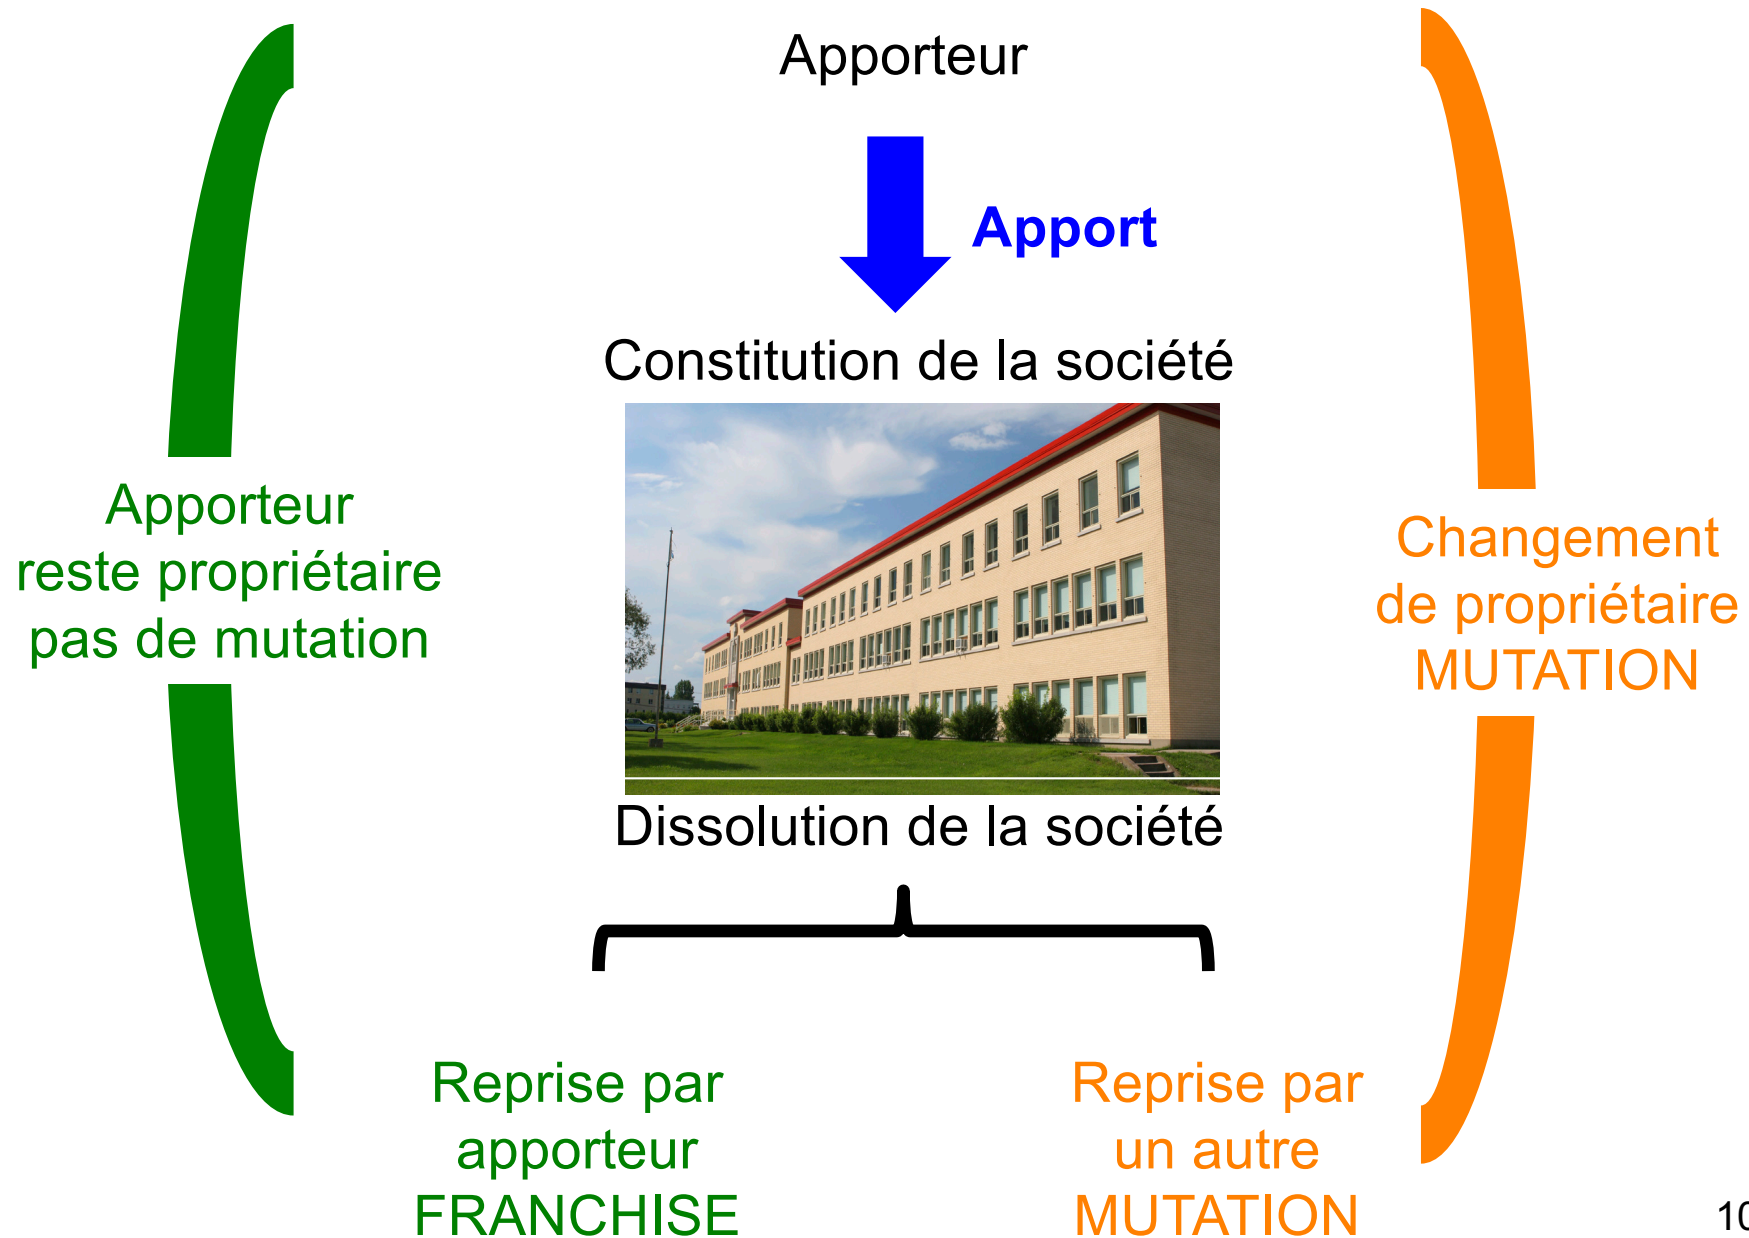 Apporteur
Apport
Constitution de la société
Apporteur
reste propriétaire
pas de mutation
Changement
de propriétaire
MUTATION
Dissolution de la société
Reprise par
apporteur
FRANCHISE
Reprise par
un autre
MUTATION